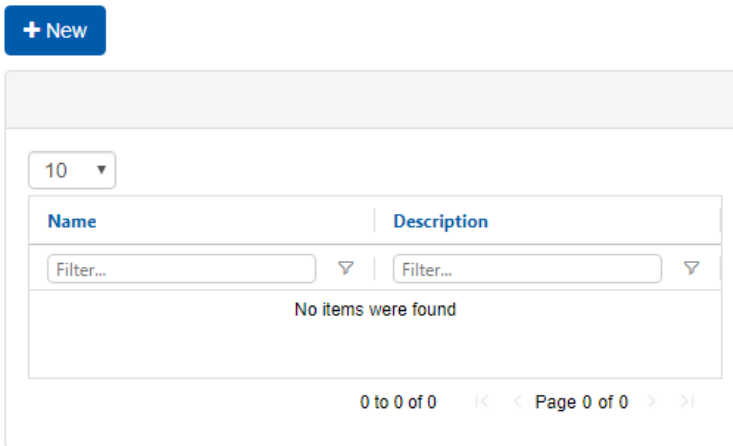 + New
10
Name Description
Filter... Filter...
No items were found
0 to 0 of 0 Page 0 of 0